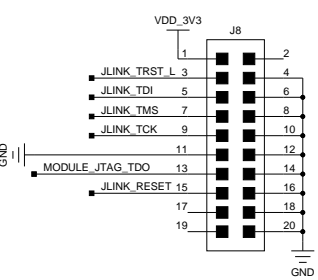 VDD_3V3
J8
1 2
JLINK_TRST_L 3 4
JLINK_TDI 5 6
JLINK_TMS 7 8
JLINK_TCK 9 10
GND 11 12
MODULE_JTAG_TDO 13 14
JLINK_RESET 15 16
17 18
19 20
GND